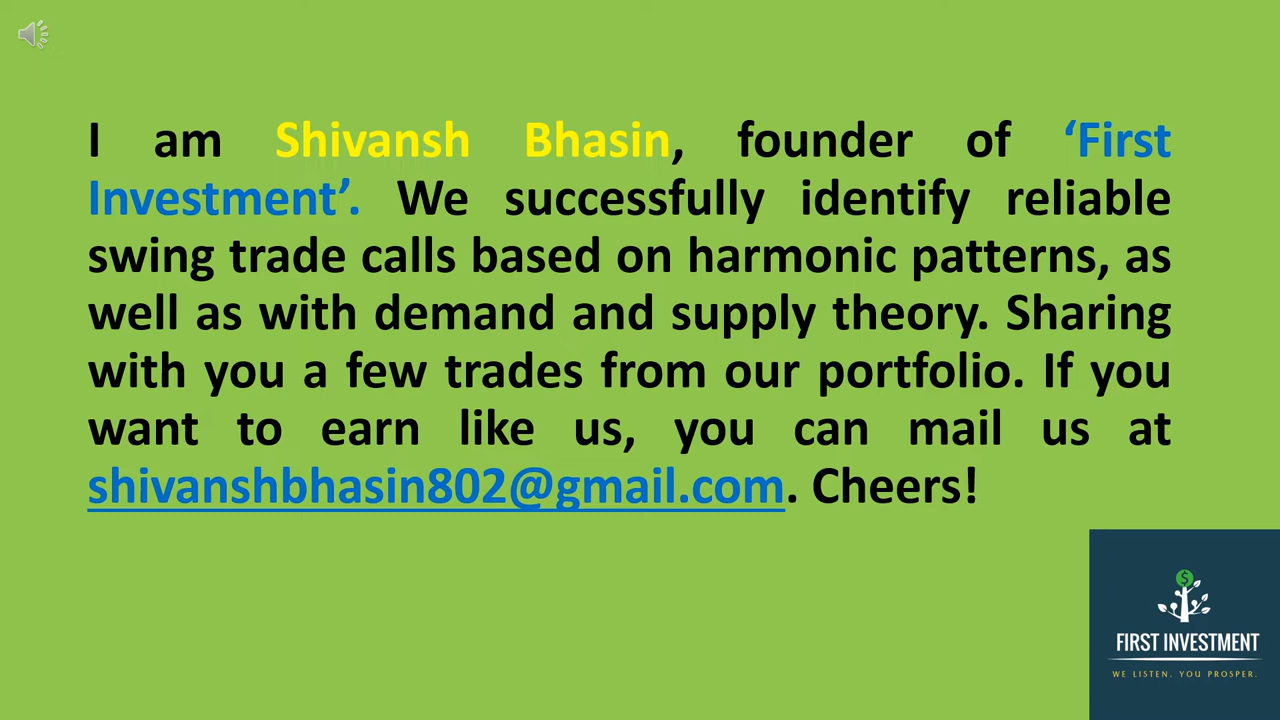 I am Shivansh Bhasin, founder of ‘First
Investment’. We successfully identify reliable
swing trade calls based on harmonic patterns, as
well as with demand and supply theory. Sharing
with you a few trades from our portfolio. If you
want to earn like us, you can mail us at
shivanshbhasin802@gmail.com. Cheers!
$
FIRST INVESTMENT
WE LISTEN. YOU PROSPER.